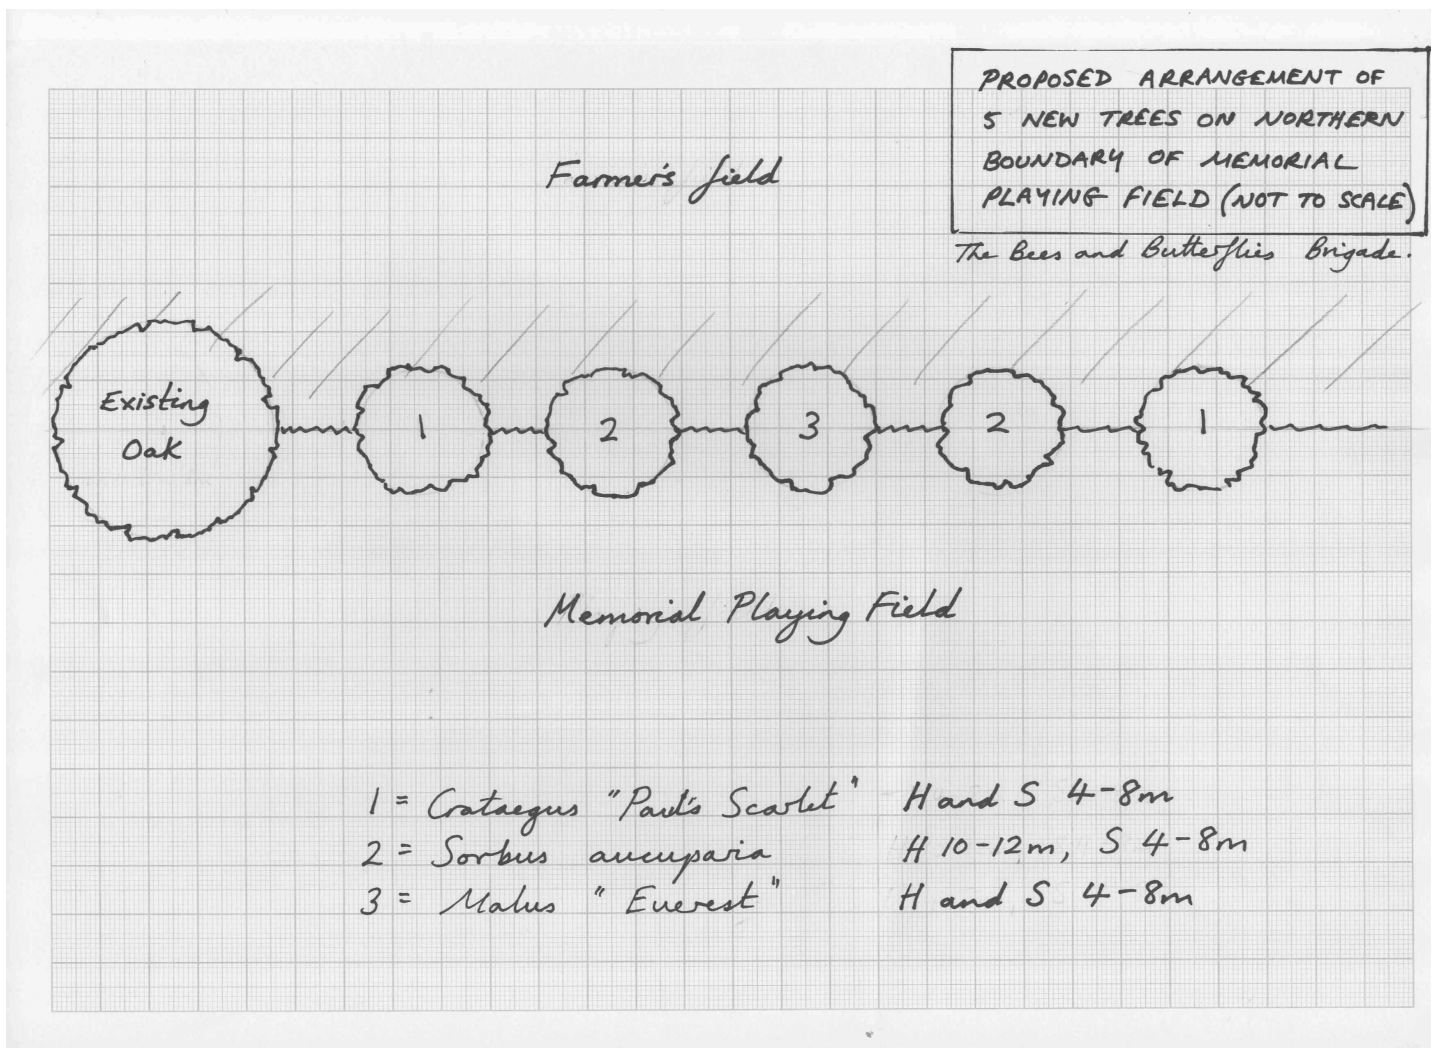 PROPOSED ARRANGEMENT OF
5 NEW TREES ON NORTHERN
BOUNDARY OF MEMORIAL
PLAYING FIELD (NOT TO SCALE)
The Bees and Butterflies Brigade.
Farmer's field
Existing
Oak
1 2 3 2 1
Memorial Playing Field
1 = Crataegus "Paul's Scarlet" H and S 4-8m
2 = Sorbus aucuparia H 10-12m, S 4-8m
3 = Malus "Everest" H and S 4-8m